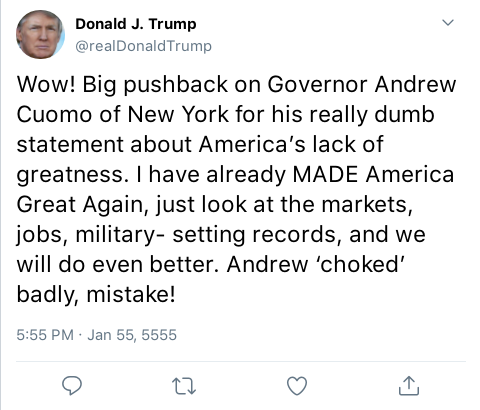 Donald J. Trump
@realDonaldTrump
Wow! Big pushback on Governor Andrew
Cuomo of New York for his really dumb
statement about America’s lack of
greatness. I have already MADE America
Great Again, just look at the markets,
jobs, military- setting records, and we
will do even better. Andrew ‘choked’
badly, mistake!
5:55 PM · Jan 55, 5555